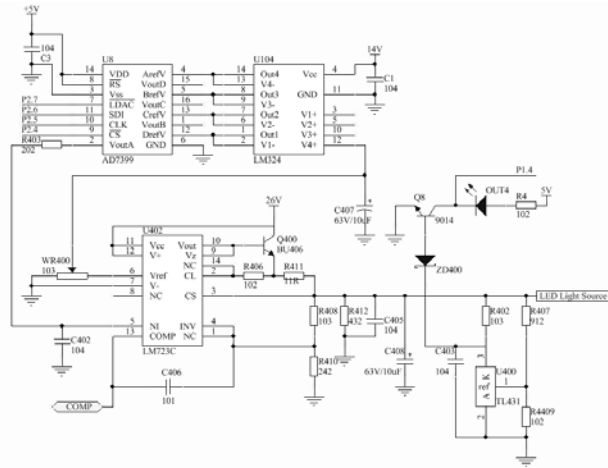 +5V
104
C3
U8
14 VDD ArefV 4
8 RS VoutD 15
3 Vss BrefV 5
P2.7 7 LDAC VoutC 16
P2.6 11 SDI CrefV 13
P2.5 10 CLK VoutB 1
P2.4 9 CS DrefV 12
R403 2 VoutA GND 6
202
AD7399
U104
14 Out4 Vcc 4
13 V4-
8 Out3 GND 11
9 V3-
7 Out2 V1+ 3
6 V2- V2+ 5
1 Out1 V3+ 10
2 V1- V4+ 12
LM324
14V
C1
104
C407
63V/10uF
26V
Q400
BU406
U402
11 Vcc Vout 10
12 V+ Vz 9
NC 14
6 Vref CL 2
7 V-
8 NC CS 3
5 NI INV 4
13 COMP NC 1
LM723C
WR400
103
R406
102
R411
11R
C402
104
C406
101
COMP
R408
103
R410
242
R412
432
C405
104
C408
63V/10uF
P1.4
Q8
9014
OUT4
R4
102
5V
ZD400
LED Light Source
R402
103
R407
912
C403
104
3
U400
A ref K
1
TL431
2
R4409
102